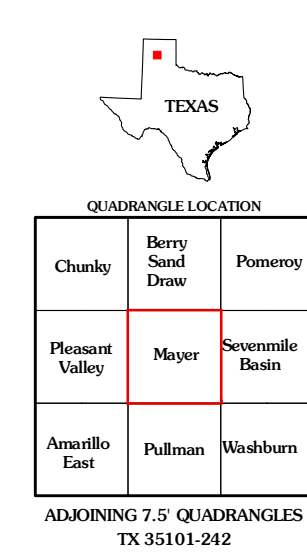 TEXAS
QUADRANGLE LOCATION
Chunky
Berry
Sand
Draw
Pomeroy
Pleasant
Valley
Mayer
Sevenmile
Basin
Amarillo
East
Pullman
Washburn
ADJOINING 7.5' QUADRANGLES
TX 35101-242